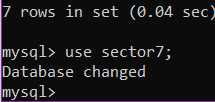 7 rows in set (0.04 sec)
mysql> use sector7;
Database changed
mysql>